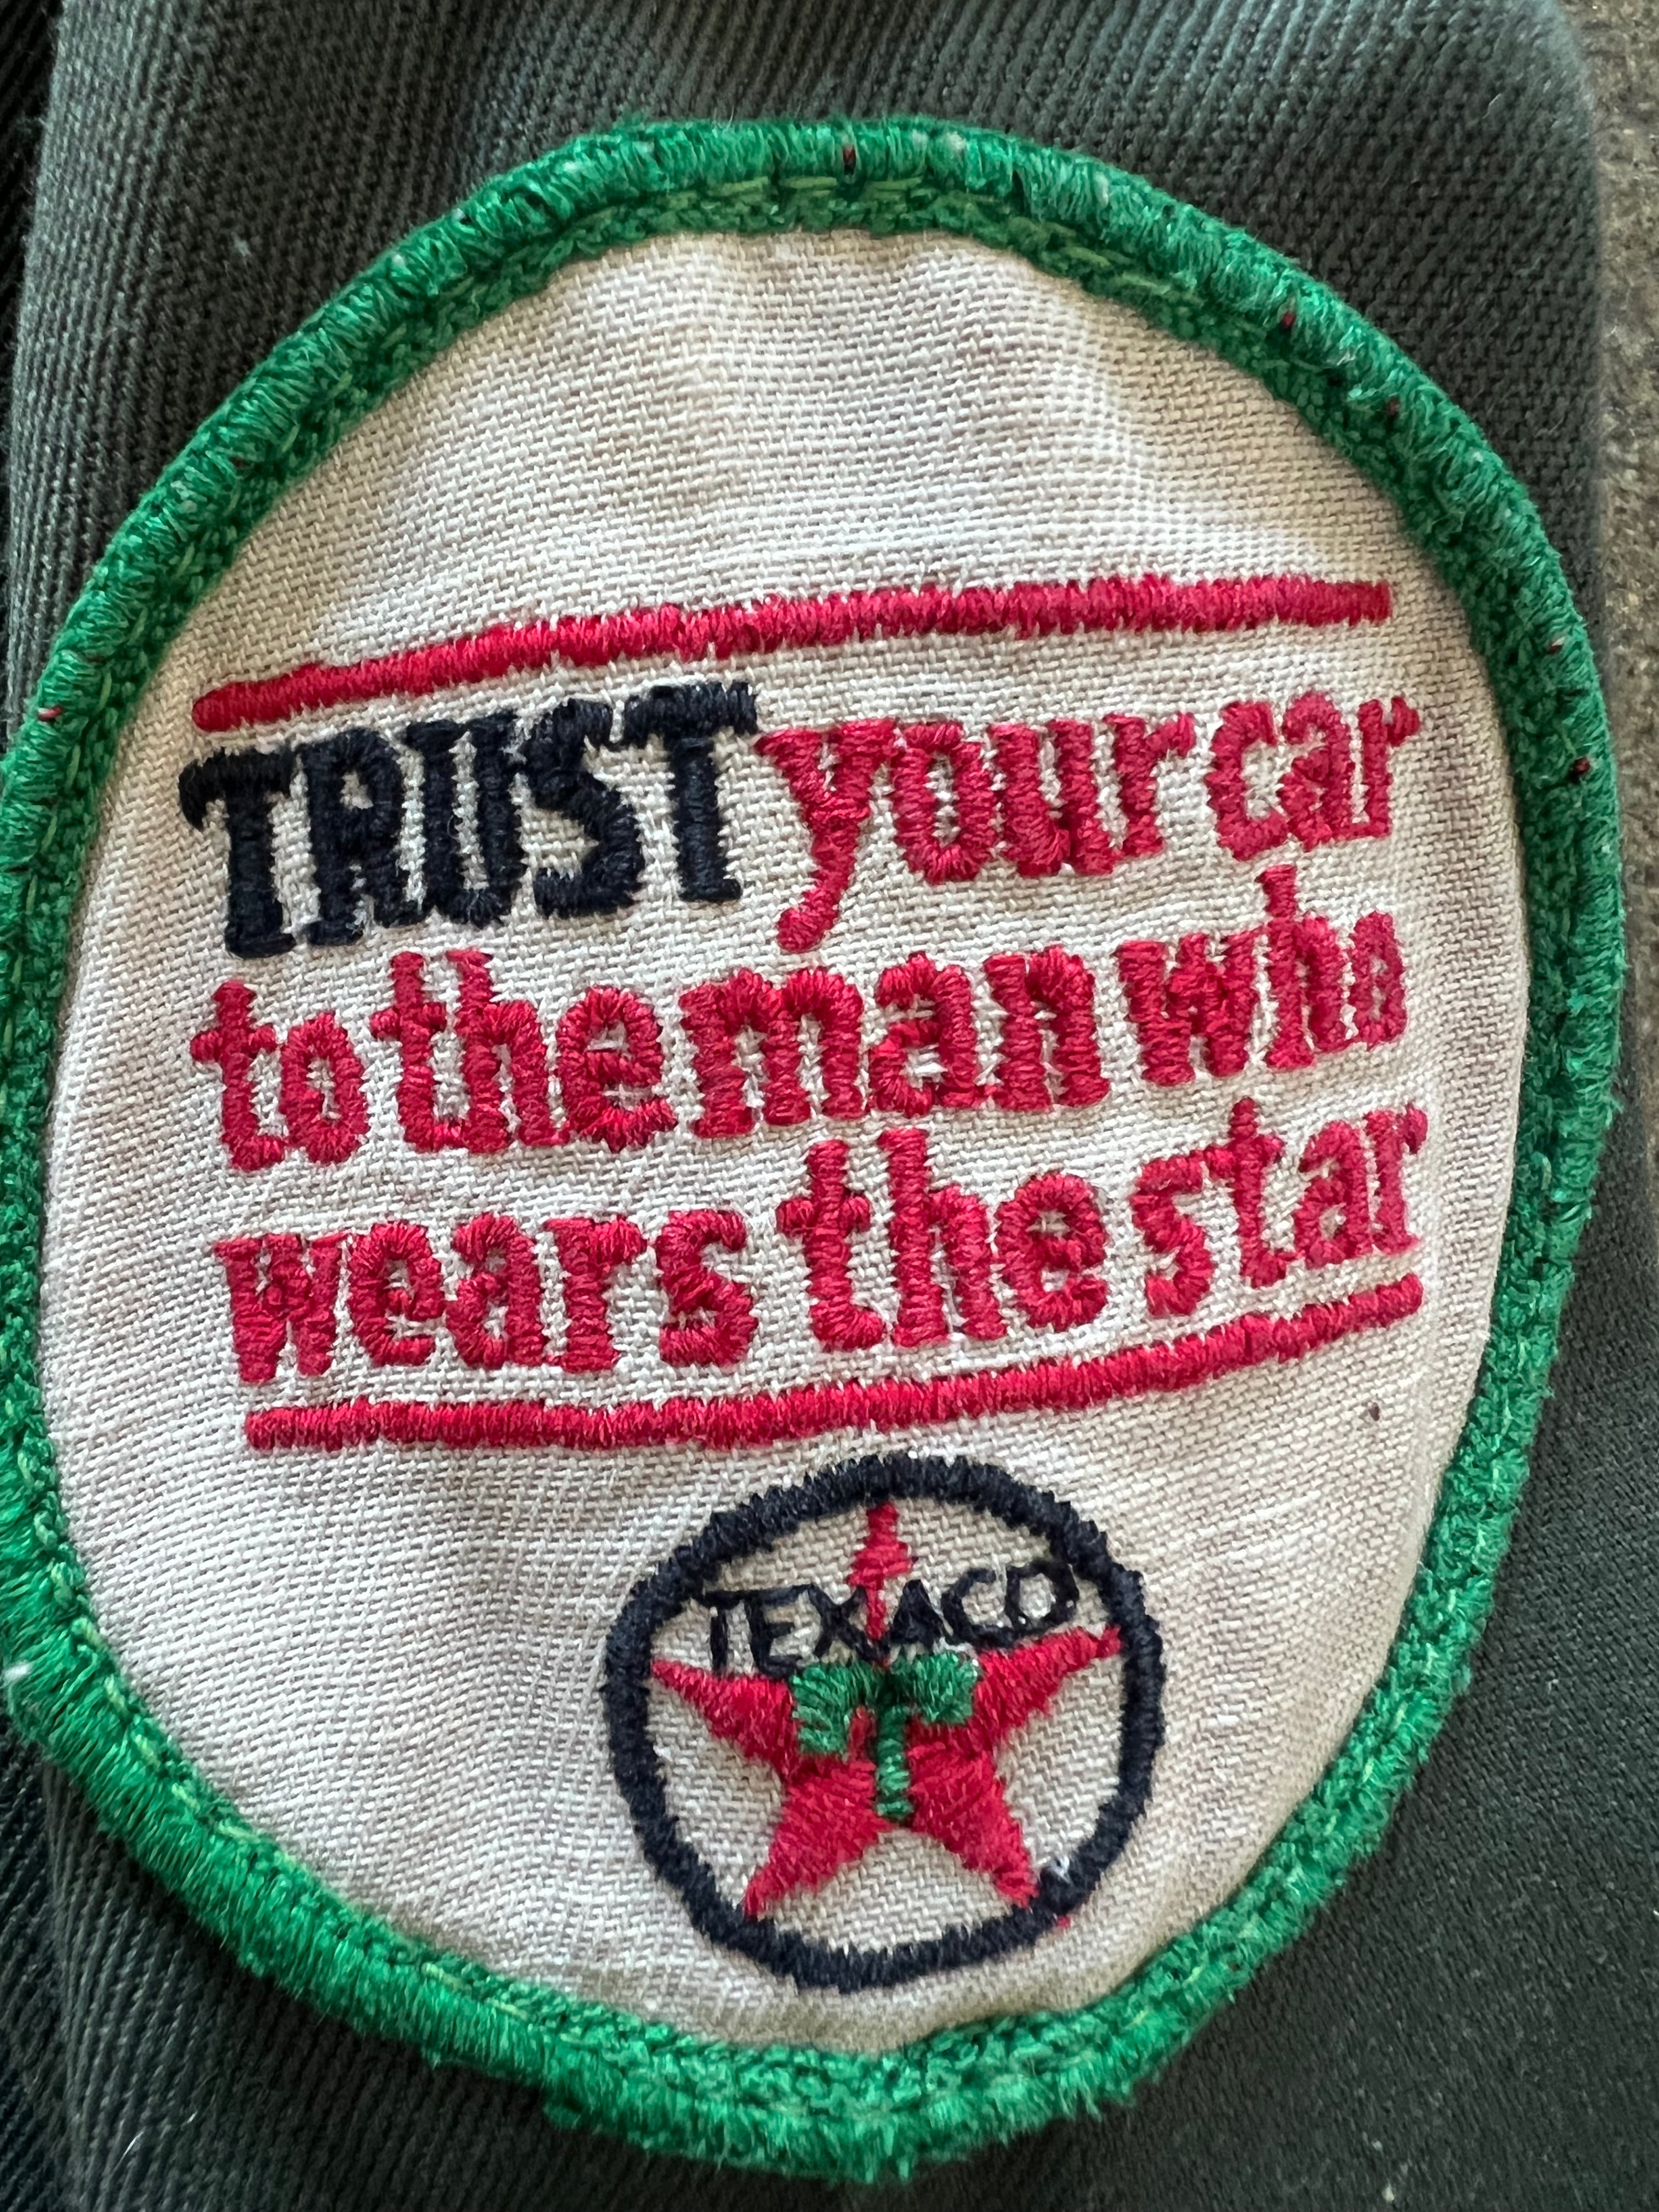 TRUST your car
to the man who
wears the star
TEXACO
T